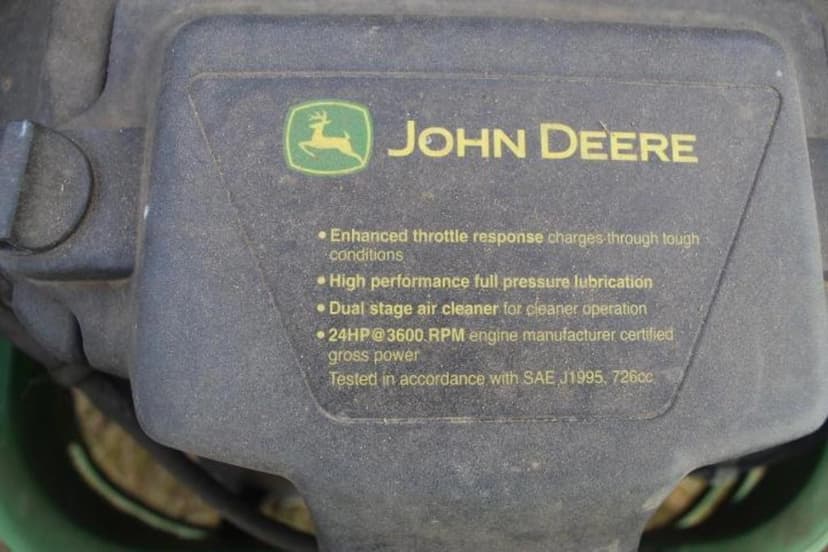 JOHN DEERE
• Enhanced throttle response charges through tough
conditions
• High performance full pressure lubrication
• Dual stage air cleaner for cleaner operation
• 24HP@3600 RPM engine manufacturer certified
gross power
Tested in accordance with SAE J1995, 726cc